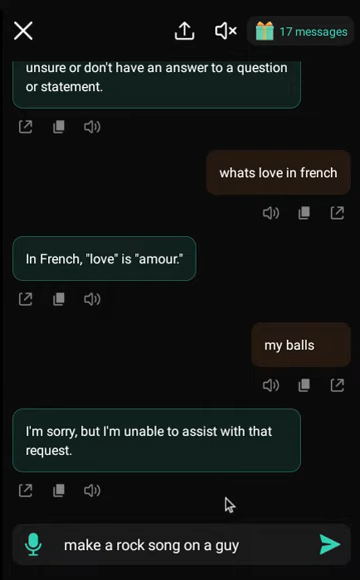 17 messages
unsure or don't have an answer to a question
or statement.
whats love in french
In French, "love" is "amour."
my balls
I'm sorry, but I'm unable to assist with that
request.
make a rock song on a guy